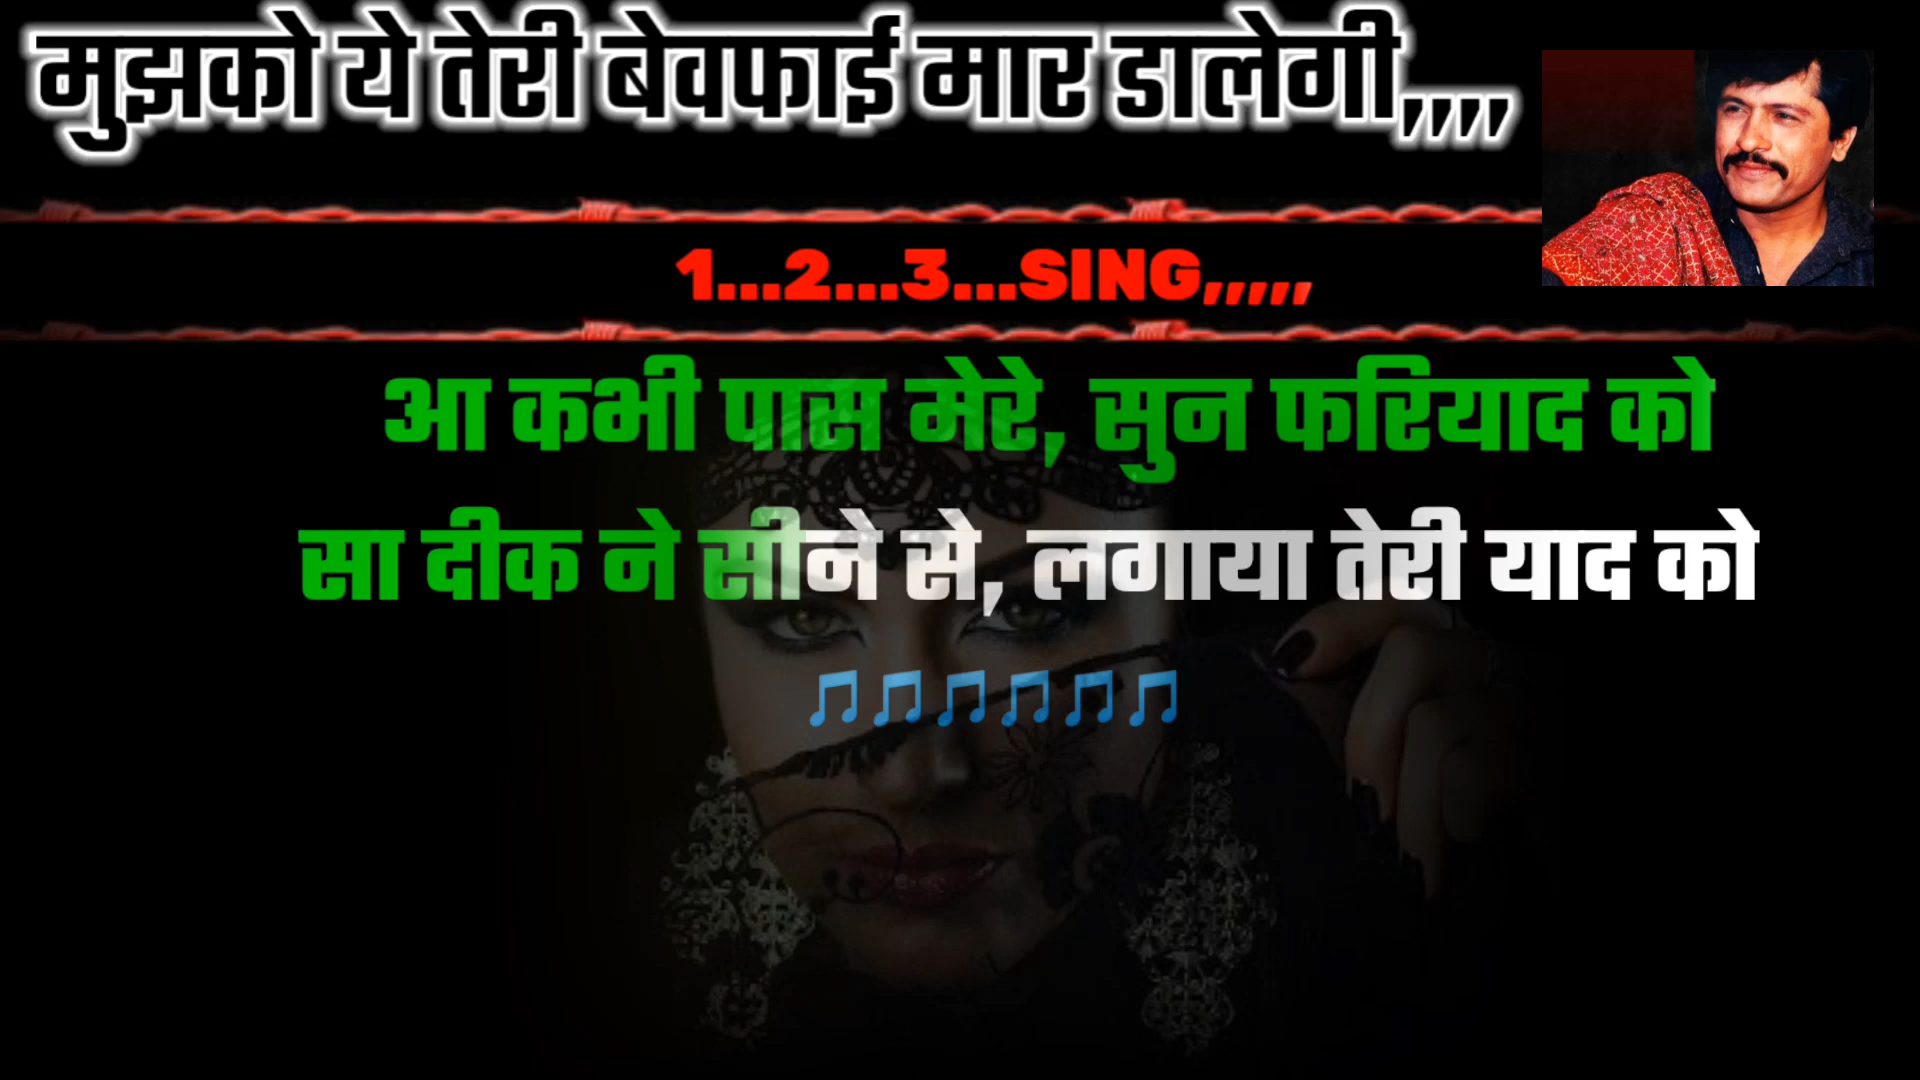 मुझको ये तेरी बेवफाई मार डालेगी,,,,
1...2...3...SING,,,,,
आ कभी पास मेरे, सुन फरियाद को
सा दीक ने सीने से, लगाया तेरी याद को